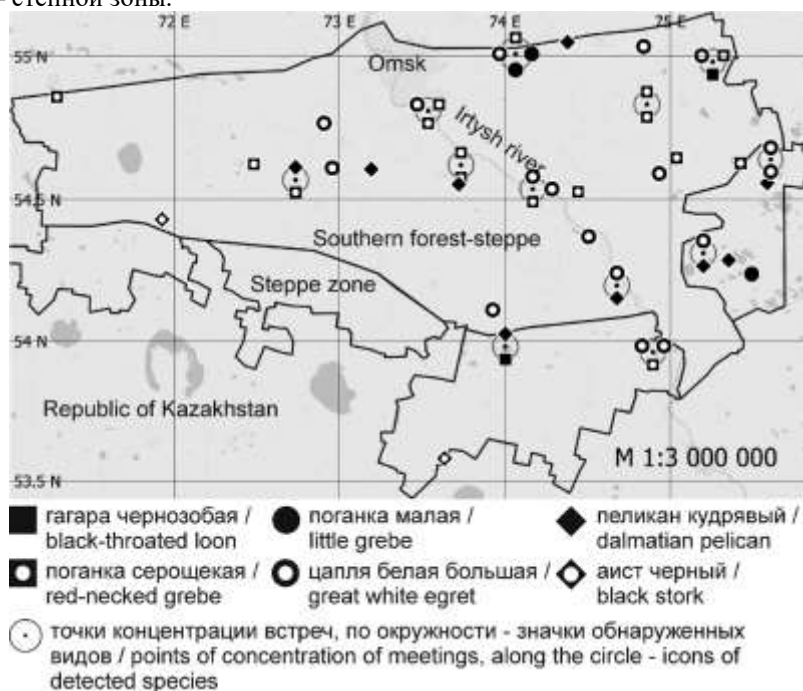 степной зоны.
72 E 73 E 74 E 75 E
55 N
Omsk
Irtysh river
54.5 N
Southern forest-steppe
Steppe zone
54 N
Republic of Kazakhstan
M 1:3 000 000
53.5 N
гагара чернозобая /
black-throated loon
поганка малая /
little grebe
пеликан кудрявый /
dalmatian pelican
поганка серощекая /
red-necked grebe
цапля белая большая /
great white egret
аист черный /
black stork
точки концентрации встреч, по окружности - значки обнаруженных
видов / points of concentration of meetings, along the circle - icons of
detected species